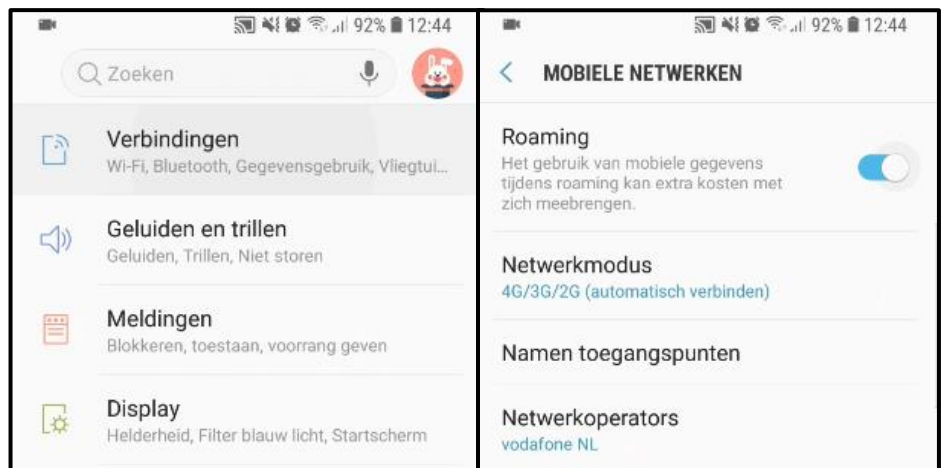 92% 12:44
Zoeken
Verbindingen
Wi-Fi, Bluetooth, Gegevensgebruik, Vliegtui...
Geluiden en trillen
Geluiden, Trillen, Niet storen
Meldingen
Blokkeren, toestaan, voorrang geven
Display
Helderheid, Filter blauw licht, Startscherm
92% 12:44
MOBIELE NETWERKEN
Roaming
Het gebruik van mobiele gegevens
tijdens roaming kan extra kosten met
zich meebrengen.
Netwerkmodus
4G/3G/2G (automatisch verbinden)
Namen toegangspunten
Netwerkoperators
vodafone NL